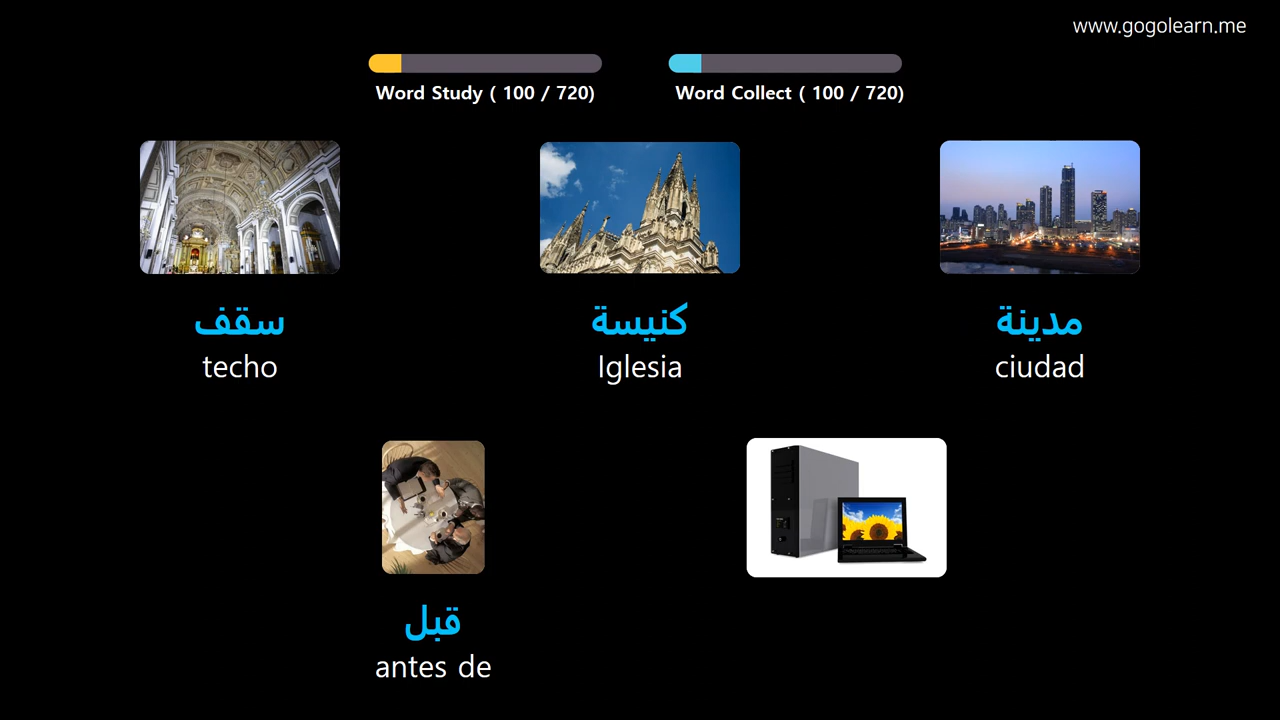 www.gogolearn.me
Word Study ( 100 / 720)
Word Collect ( 100 / 720)
سقف
techo
كنيسة
Iglesia
مدينة
ciudad
قبل
antes de